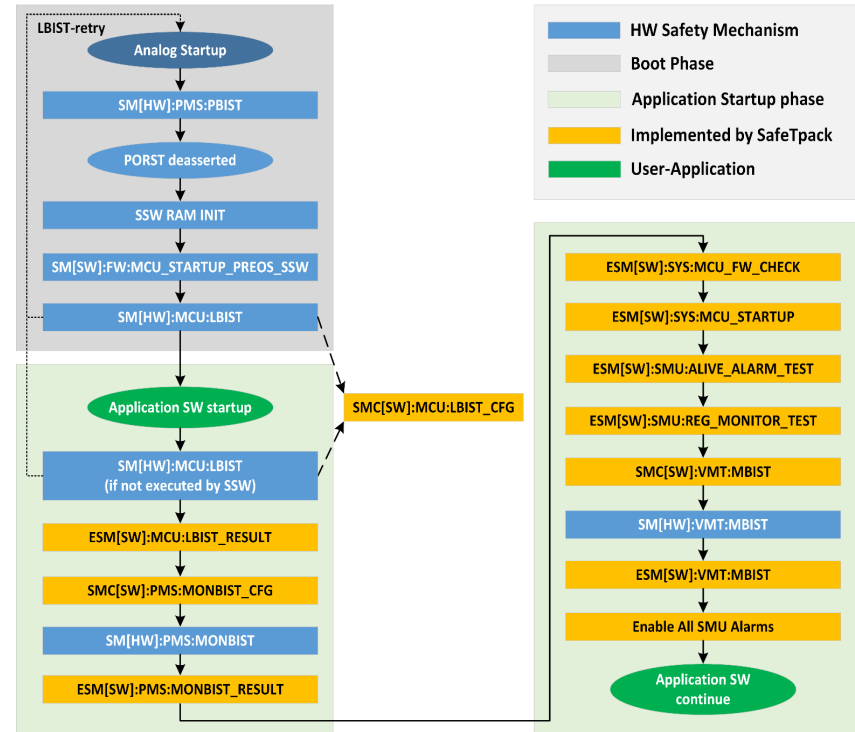 LBIST-retry
Analog Startup
SM[HW]:PMS:PBIST
PORST deasserted
SSW RAM INIT
SM[SW]:FW:MCU_STARTUP_PREOS_SSW
SM[HW]:MCU:LBIST
Application SW startup
SMC[SW]:MCU:LBIST_CFG
SM[HW]:MCU:LBIST
(if not executed by SSW)
ESM[SW]:MCU:LBIST_RESULT
SMC[SW]:PMS:MONBIST_CFG
SM[HW]:PMS:MONBIST
ESM[SW]:PMS:MONBIST_RESULT
HW Safety Mechanism
Boot Phase
Application Startup phase
Implemented by SafeTpack
User-Application
ESM[SW]:SYS:MCU_FW_CHECK
ESM[SW]:SYS:MCU_STARTUP
ESM[SW]:SMU:ALIVE_ALARM_TEST
ESM[SW]:SMU:REG_MONITOR_TEST
SMC[SW]:VMT:MBIST
SM[HW]:VMT:MBIST
ESM[SW]:VMT:MBIST
Enable All SMU Alarms
Application SW
continue